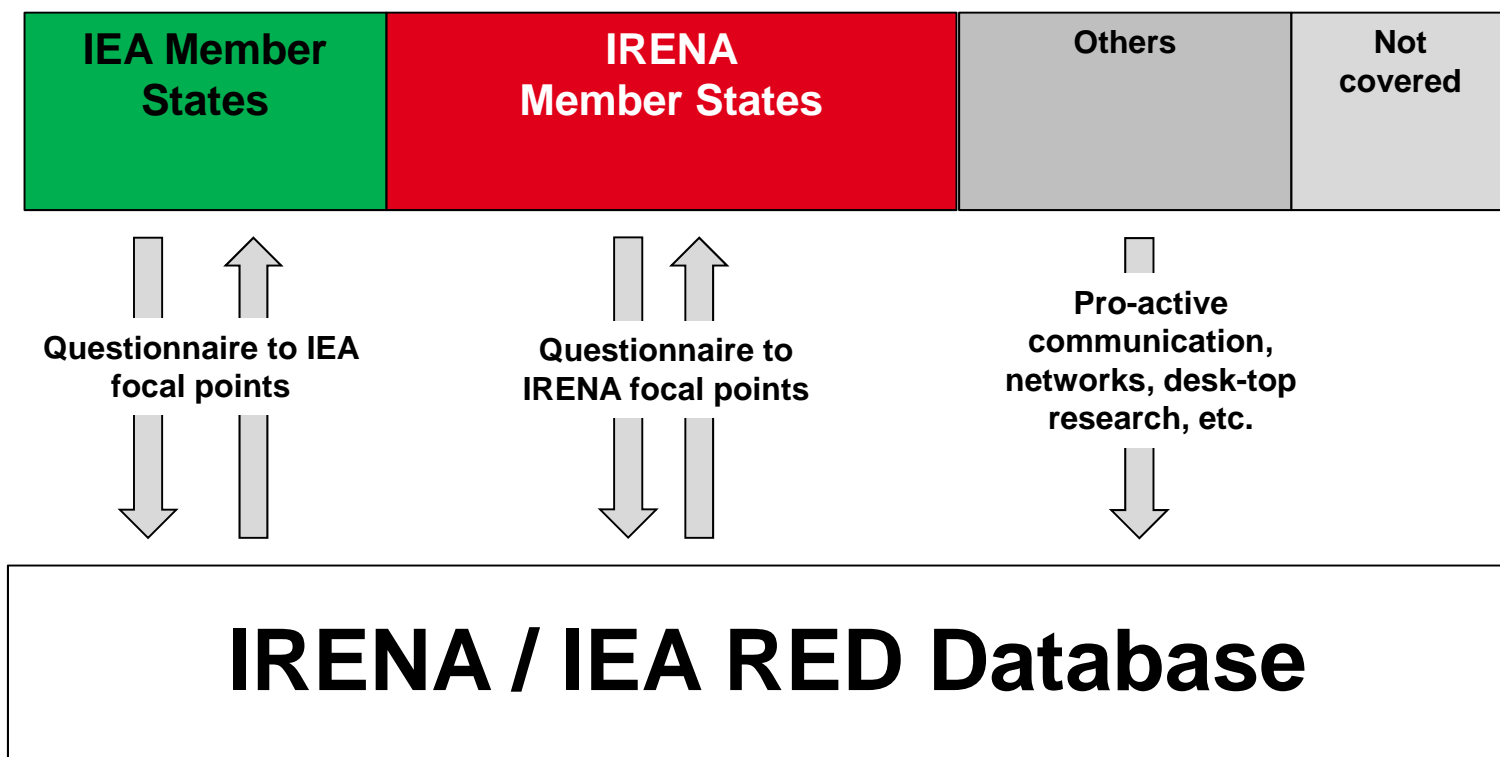 IEA Member
States
IRENA
Member States
Others
Not
covered
Questionnaire to IEA
focal points
Questionnaire to
IRENA focal points
Pro-active
communication,
networks, desk-top
research, etc.
IRENA / IEA RED Database